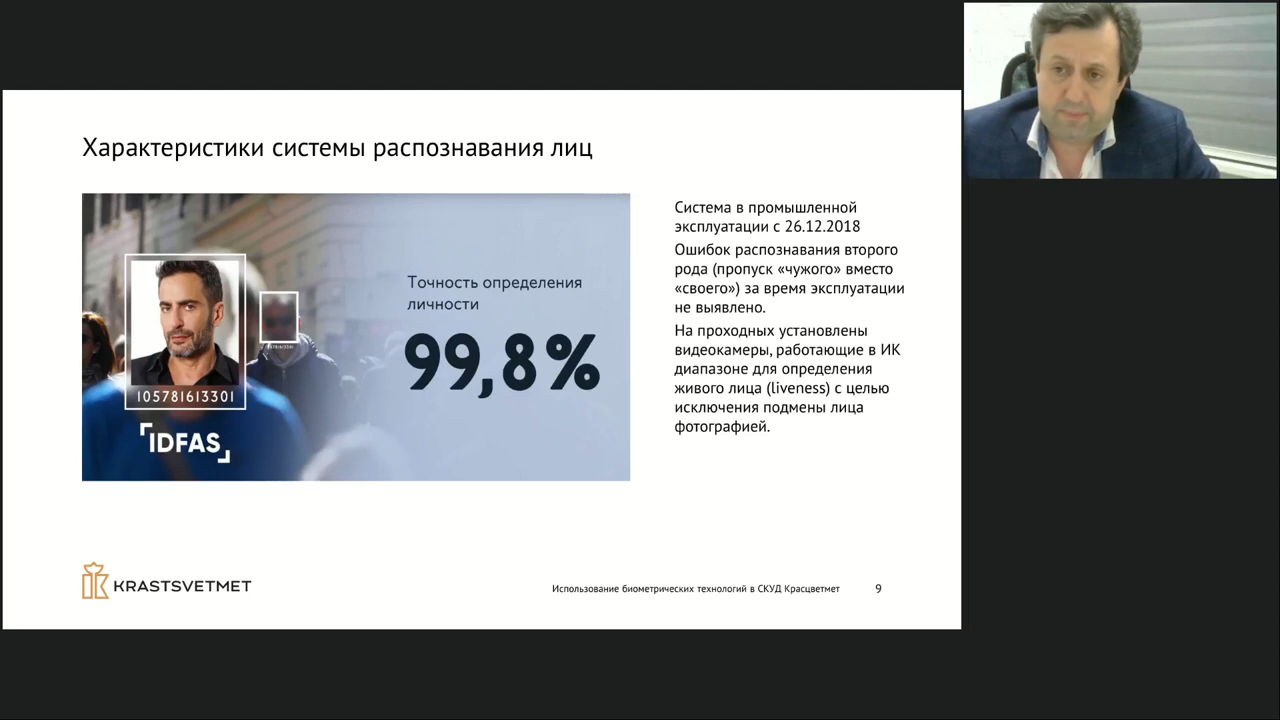 Характеристики системы распознавания лиц
Точность определения
личности
99,8%
105781613301
IDFAS
Система в промышленной
эксплуатации с 26.12.2018
Ошибок распознавания второго
рода (пропуск «чужого» вместо
«своего») за время эксплуатации
не выявлено.
На проходных установлены
видеокамеры, работающие в ИК
диапазоне для определения
живого лица (liveness) с целью
исключения подмены лица
фотографией.
KRASTSVETMET
Использование биометрических технологий в СКУД Красцветмет
9